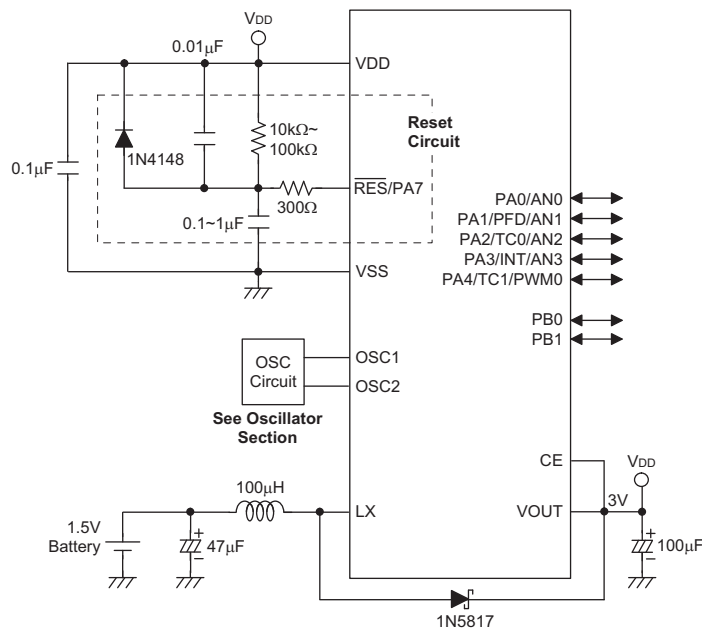 VDD
0.01μF
VDD
Reset
Circuit
10kΩ~
100kΩ
1N4148
0.1μF
RES/PA7
300Ω
0.1~1μF
VSS
PA0/AN0
PA1/PFD/AN1
PA2/TC0/AN2
PA3/INT/AN3
PA4/TC1/PWM0
PB0
PB1
OSC
Circuit
OSC1
OSC2
See Oscillator
Section
CE
VDD
100μH
LX
VOUT
3V
1.5V
Battery
+
47μF
−
+
100μF
−
1N5817